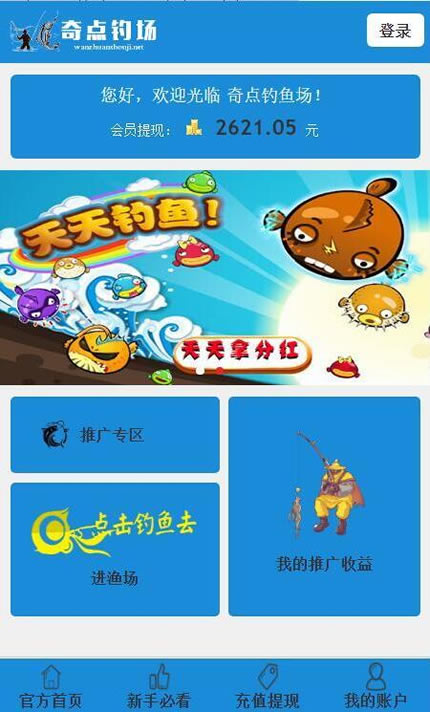 奇点钓场
wanzhuanshouji.net
登录
您好，欢迎光临 奇点钓鱼场！
会员提现： 2621.05 元
天天钓鱼！
天天拿分红
推广专区
点击钓鱼去
进渔场
我的推广收益
官方首页 新手必看 充值提现 我的账户